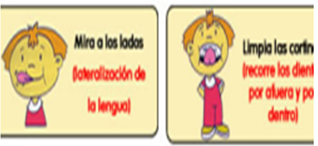 Mira a los lados
(lateralización de
la lengua)
Limpia las cortin
(recorre los dient
por afuera y po
dentro)